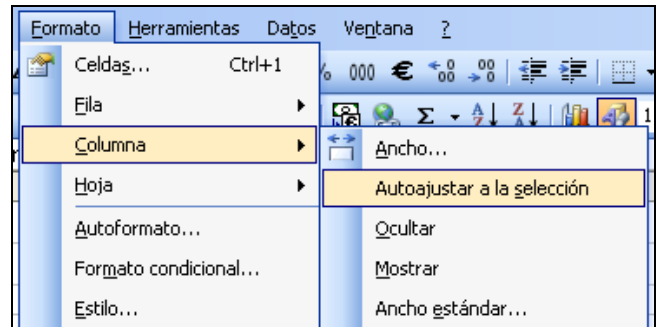 Formato Herramientas Datos Ventana ?
Celdas... Ctrl+1
% 000 €
Fila
Σ
Columna
Ancho...
Hoja
Autoajustar a la selección
Autoformato...
Ocultar
Formato condicional...
Mostrar
Estilo...
Ancho estándar...